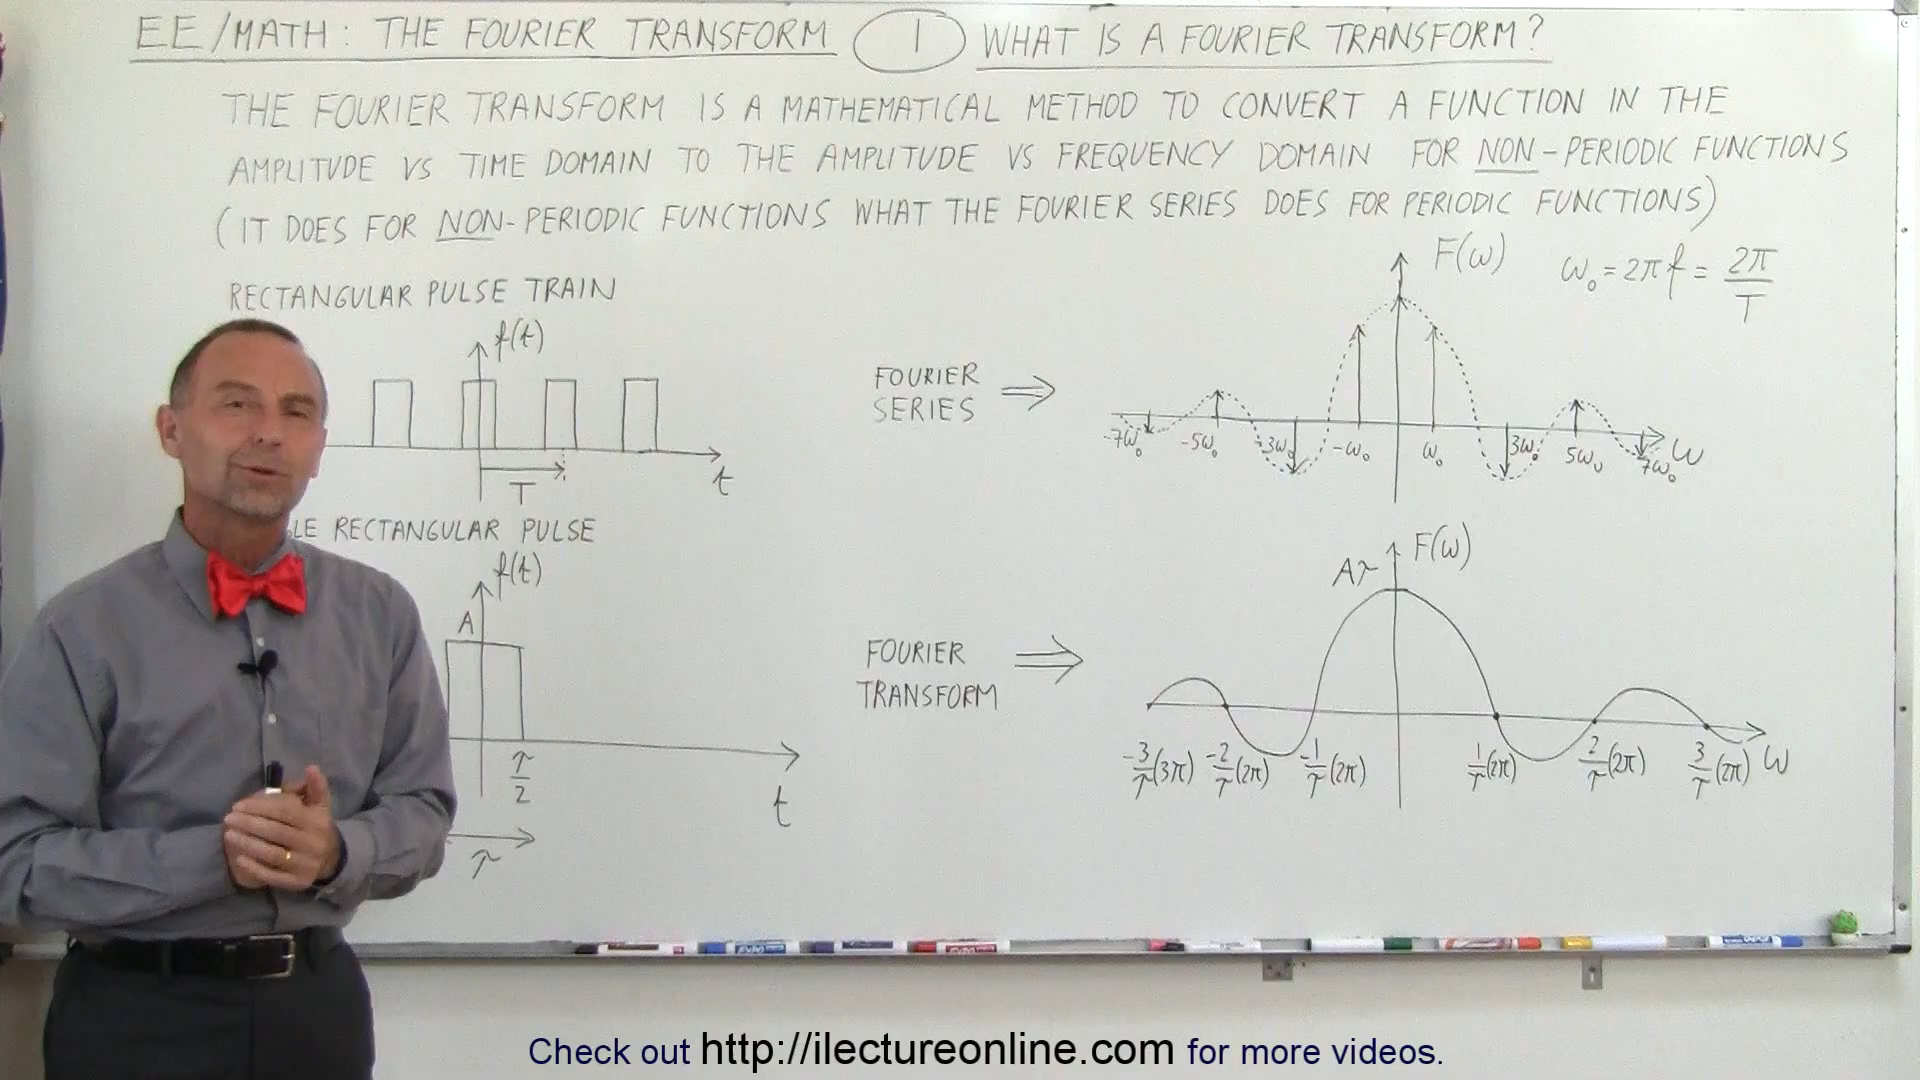 EE/MATH: THE FOURIER TRANSFORM 1 WHAT IS A FOURIER TRANSFORM?
THE FOURIER TRANSFORM IS A MATHEMATICAL METHOD TO CONVERT A FUNCTION IN THE
AMPLITUDE VS TIME DOMAIN TO THE AMPLITUDE VS FREQUENCY DOMAIN FOR NON-PERIODIC FUNCTIONS
(IT DOES FOR NON-PERIODIC FUNCTIONS WHAT THE FOURIER SERIES DOES FOR PERIODIC FUNCTIONS)
RECTANGULAR PULSE TRAIN
f(t)
T
t
FOURIER
SERIES ⇒
F(ω) ω₀ = 2πf = 2π/T
-7ω₀ -5ω₀ -3ω₀ -ω₀ ω₀ 3ω₀ 5ω₀ 7ω₀ ω
LE RECTANGULAR PULSE
f(t)
A
τ/2
t
τ
FOURIER
TRANSFORM ⇒
F(ω)
Aτ
-3/τ(3π) -2/τ(2π) -1/τ(2π) 1/τ(2π) 2/τ(2π) 3/τ(2π) ω
Check out http://ilectureonline.com for more videos.